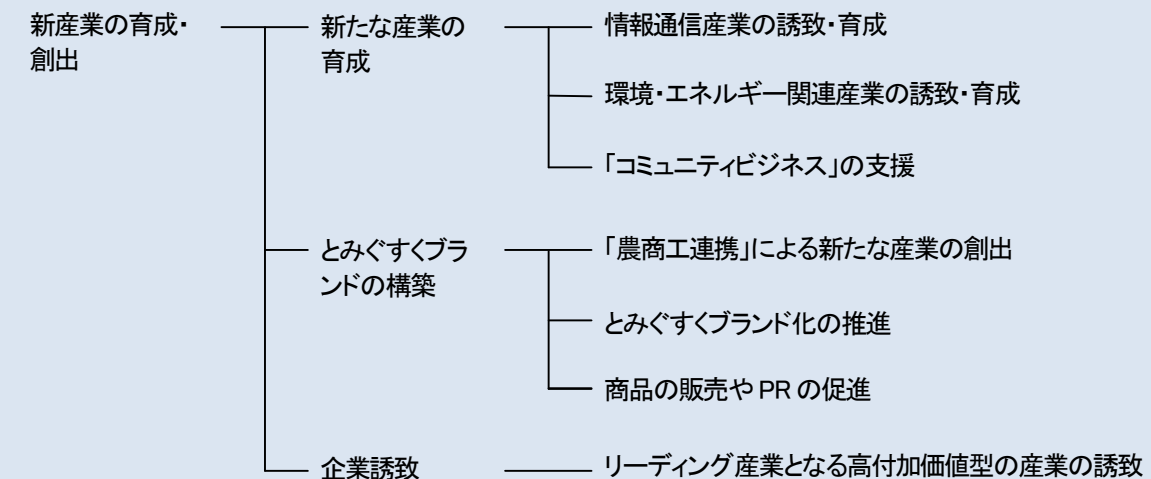 新産業の育成・
創出
新たな産業の
育成
情報通信産業の誘致・育成
環境・エネルギー関連産業の誘致・育成
「コミュニティビジネス」の支援
とみぐすくブラ
ンドの構築
「農商工連携」による新たな産業の創出
とみぐすくブランド化の推進
商品の販売や PR の促進
企業誘致
リーディング産業となる高付加価値型の産業の誘致